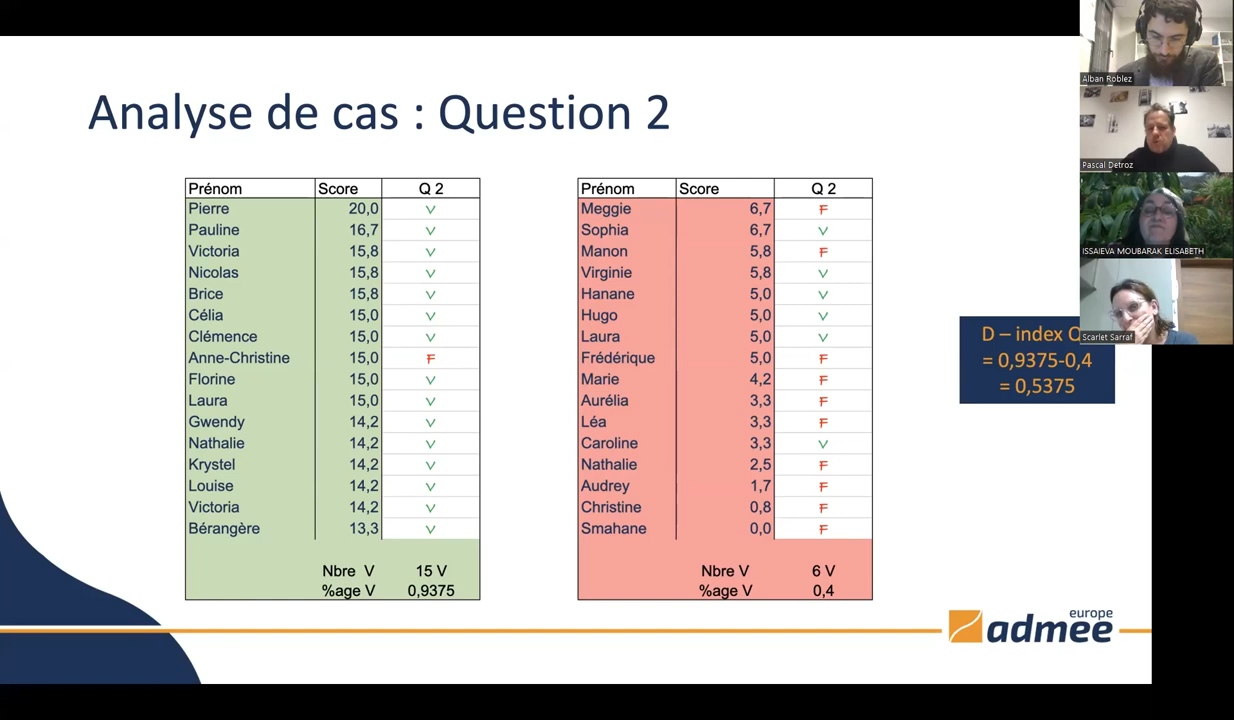 Analyse de cas : Question 2
Prénom Score Q 2
Pierre 20,0 V
Pauline 16,7 V
Victoria 15,8 V
Nicolas 15,8 V
Brice 15,8 V
Célia 15,0 V
Clémence 15,0 V
Anne-Christine 15,0 F
Florine 15,0 V
Laura 15,0 V
Gwendy 14,2 V
Nathalie 14,2 V
Krystel 14,2 V
Louise 14,2 V
Victoria 14,2 V
Bérangère 13,3 V
Nbre V 15 V
%age V 0,9375
Prénom Score Q 2
Meggie 6,7 F
Sophia 6,7 V
Manon 5,8 F
Virginie 5,8 V
Hanane 5,0 V
Hugo 5,0 V
Laura 5,0 V
Frédérique 5,0 F
Marie 4,2 F
Aurélia 3,3 F
Léa 3,3 F
Caroline 3,3 V
Nathalie 2,5 F
Audrey 1,7 F
Christine 0,8 F
Smahane 0,0 F
Nbre V 6 V
%age V 0,4
D – index
= 0,9375-0,4
= 0,5375
europe
admee
Alban Roblez
Pascal Detroz
ISSAIEVA MOUBARAK ELISABETH
Scarlet Sarraf